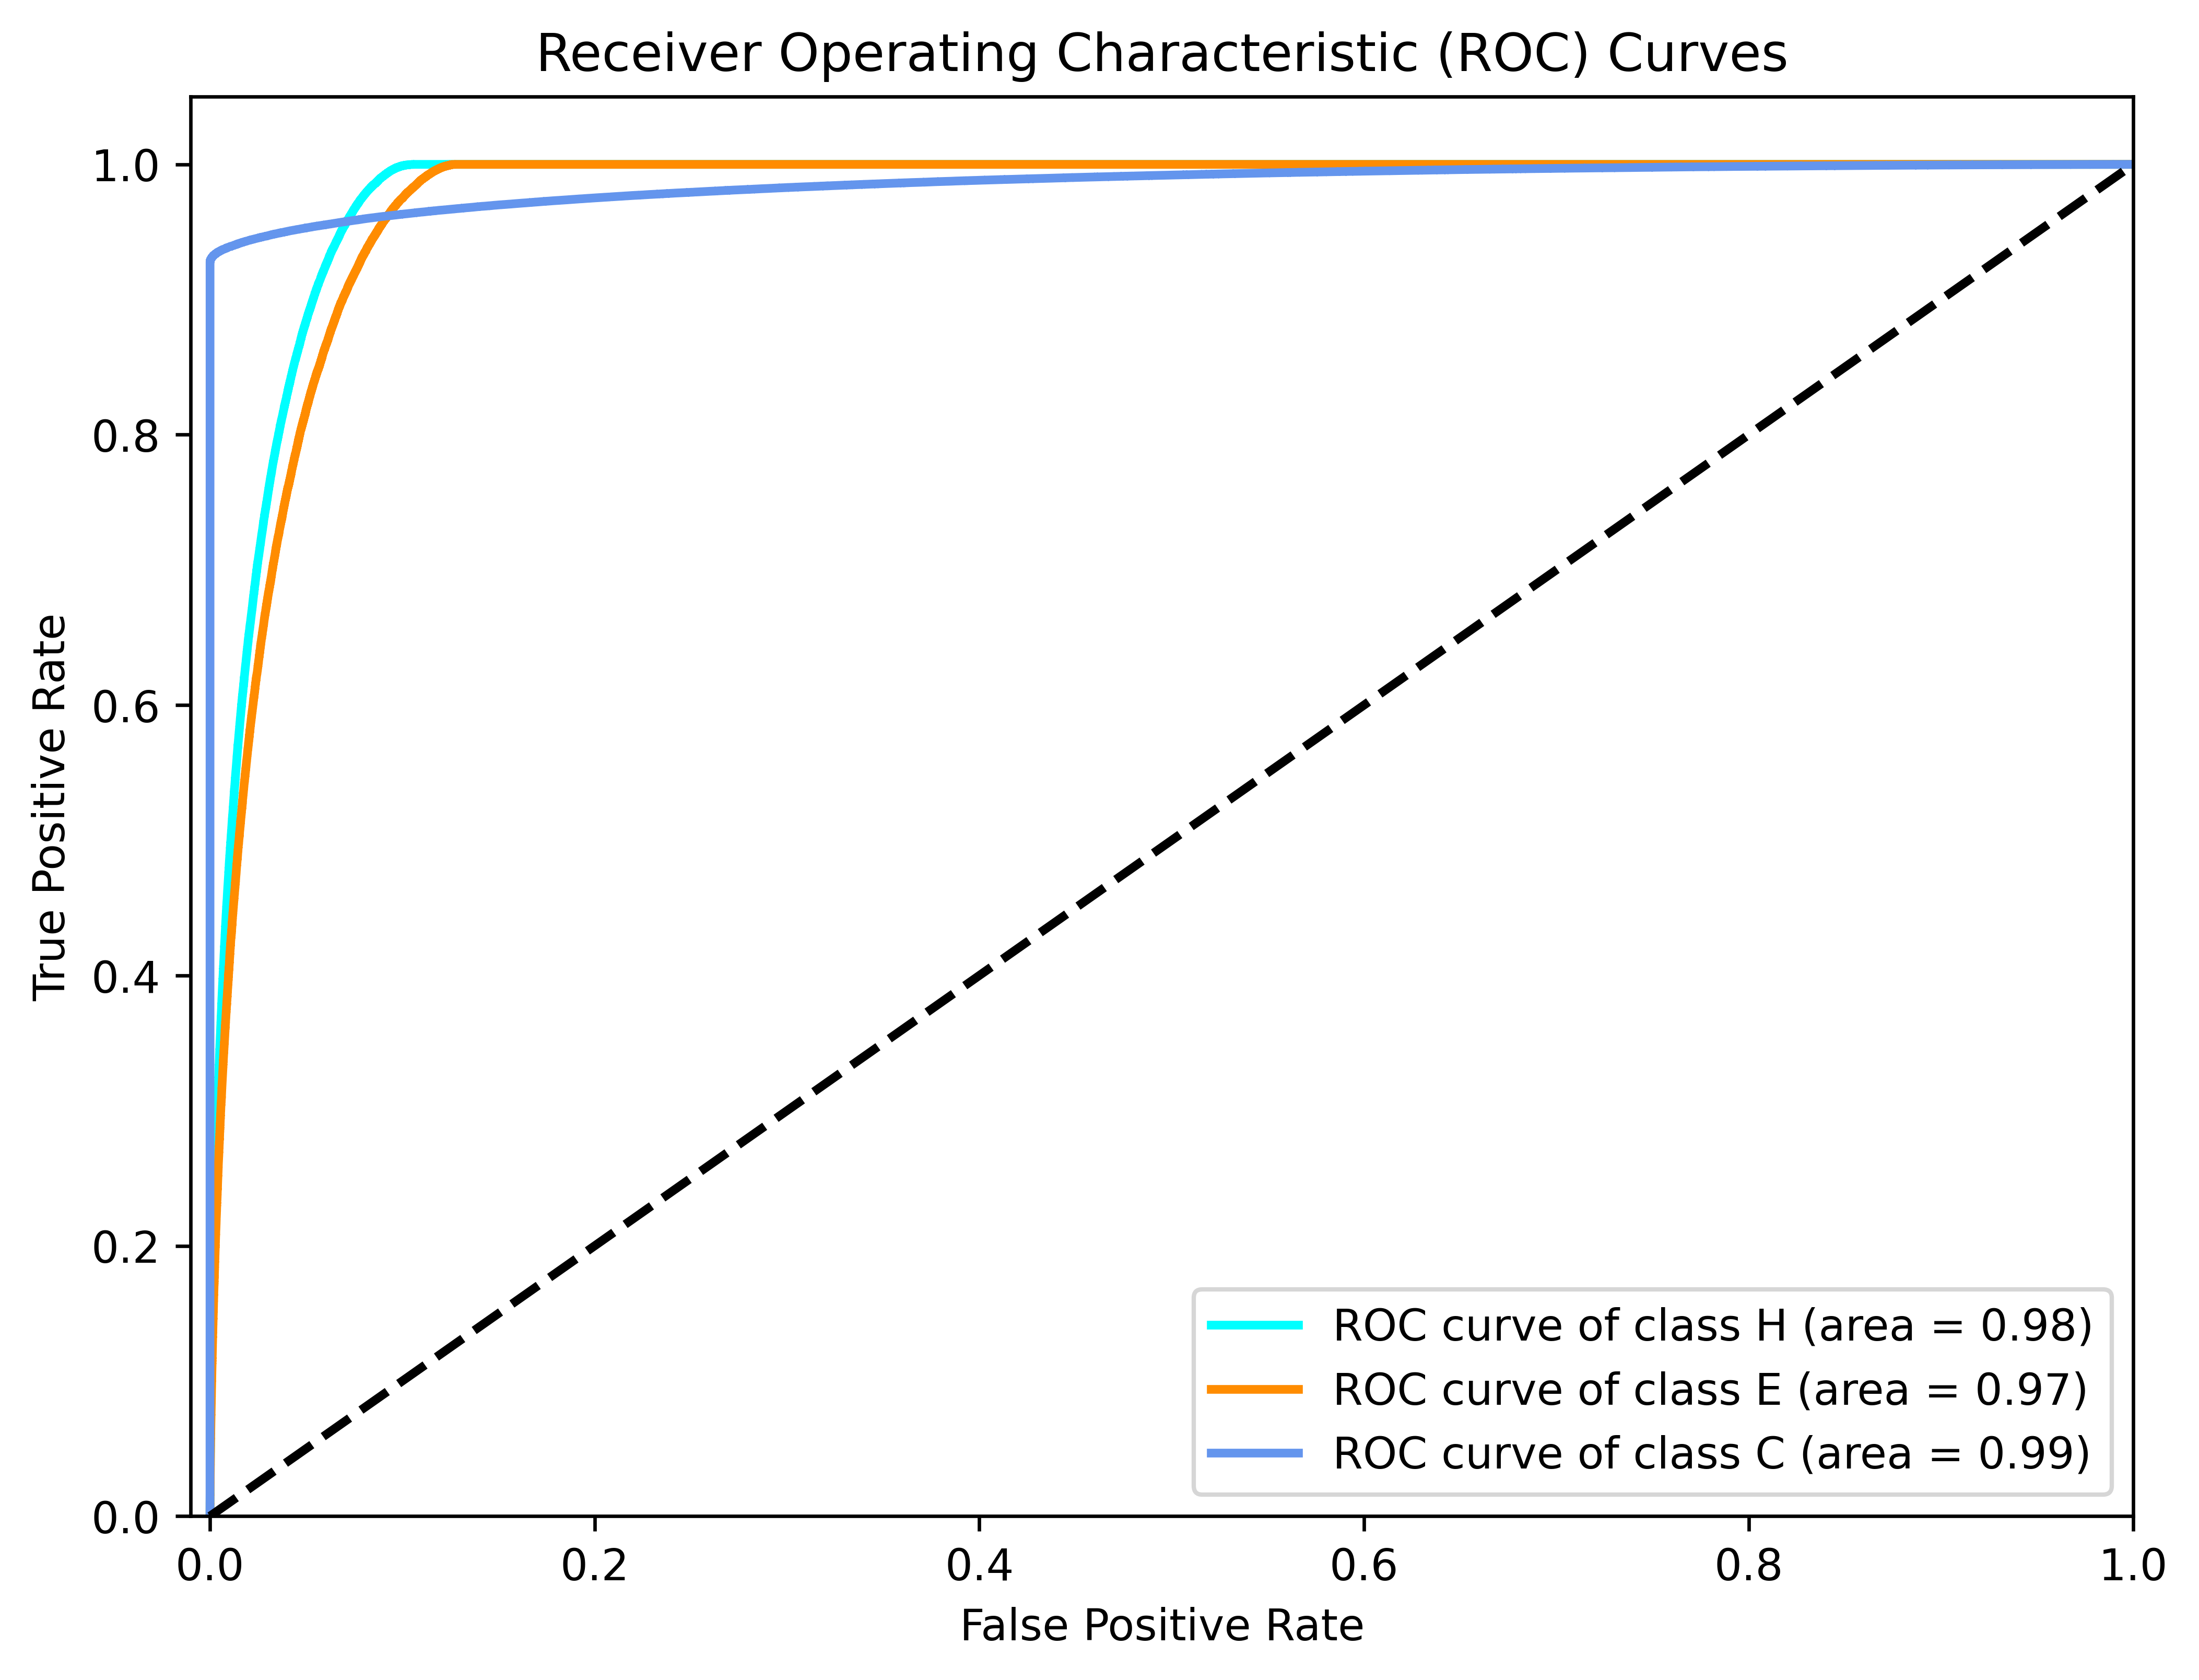 Receiver Operating Characteristic (ROC) Curves
1.0
0.8
0.6
0.4
0.2
0.0
True Positive Rate
ROC curve of class H (area = 0.98)
ROC curve of class E (area = 0.97)
ROC curve of class C (area = 0.99)
0.0 0.2 0.4 0.6 0.8 1.0
False Positive Rate